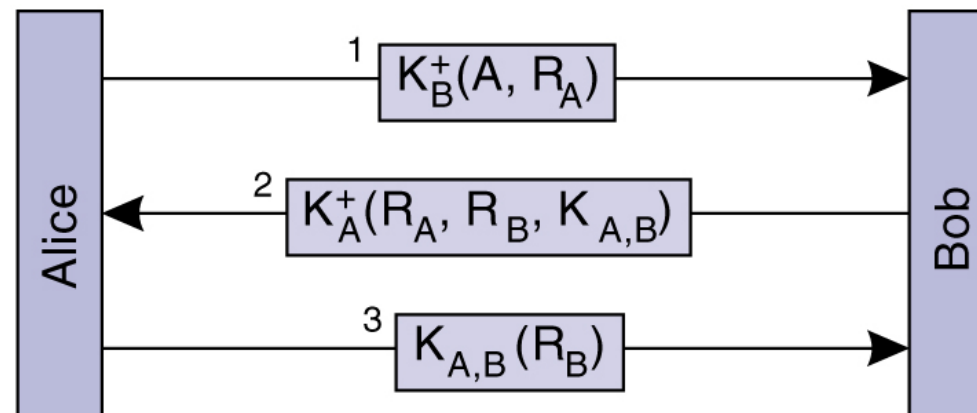 Alice
Bob
1
K_B^+(A, R_A)
2
K_A^+(R_A, R_B, K_A,B)
3
K_A,B(R_B)